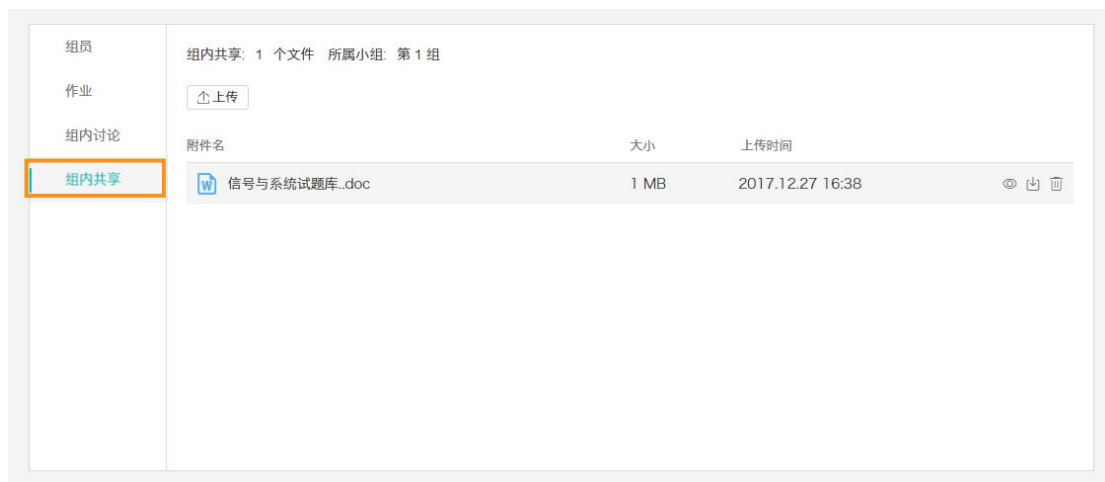 组员
作业
组内讨论
组内共享
组内共享: 1 个文件 所属小组: 第 1 组
上传
附件名 大小 上传时间
信号与系统试题库..doc 1 MB 2017.12.27 16:38